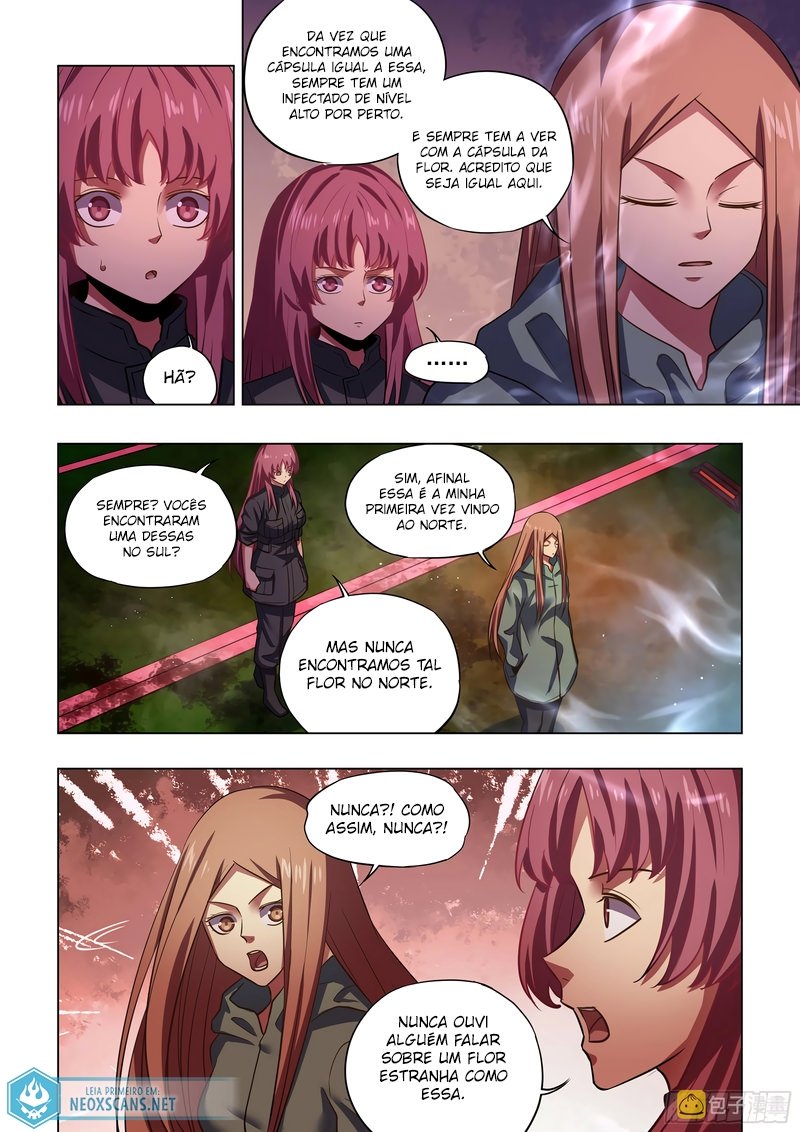 DA VEZ QUE
ENCONTRAMOS UMA
CÁPSULA IGUAL A ESSA,
SEMPRE TEM UM
INFECTADO DE NÍVEL
ALTO POR PERTO.
E SEMPRE TEM A VER
COM A CÁPSULA DA
FLOR. ACREDITO QUE
SEJA IGUAL AQUI.
HÃ?
......
SEMPRE? VOCÊS
ENCONTRARAM
UMA DESSAS
NO SUL?
SIM, AFINAL
ESSA É A MINHA
PRIMEIRA VEZ VINDO
AO NORTE.
MAS NUNCA
ENCONTRAMOS TAL
FLOR NO NORTE.
NUNCA?! COMO
ASSIM, NUNCA?!
NUNCA OUVI
ALGUÉM FALAR
SOBRE UM FLOR
ESTRANHA COMO
ESSA.
LEIA PRIMEIRO EM:
NEOXSCANS.NET
包子漫畫